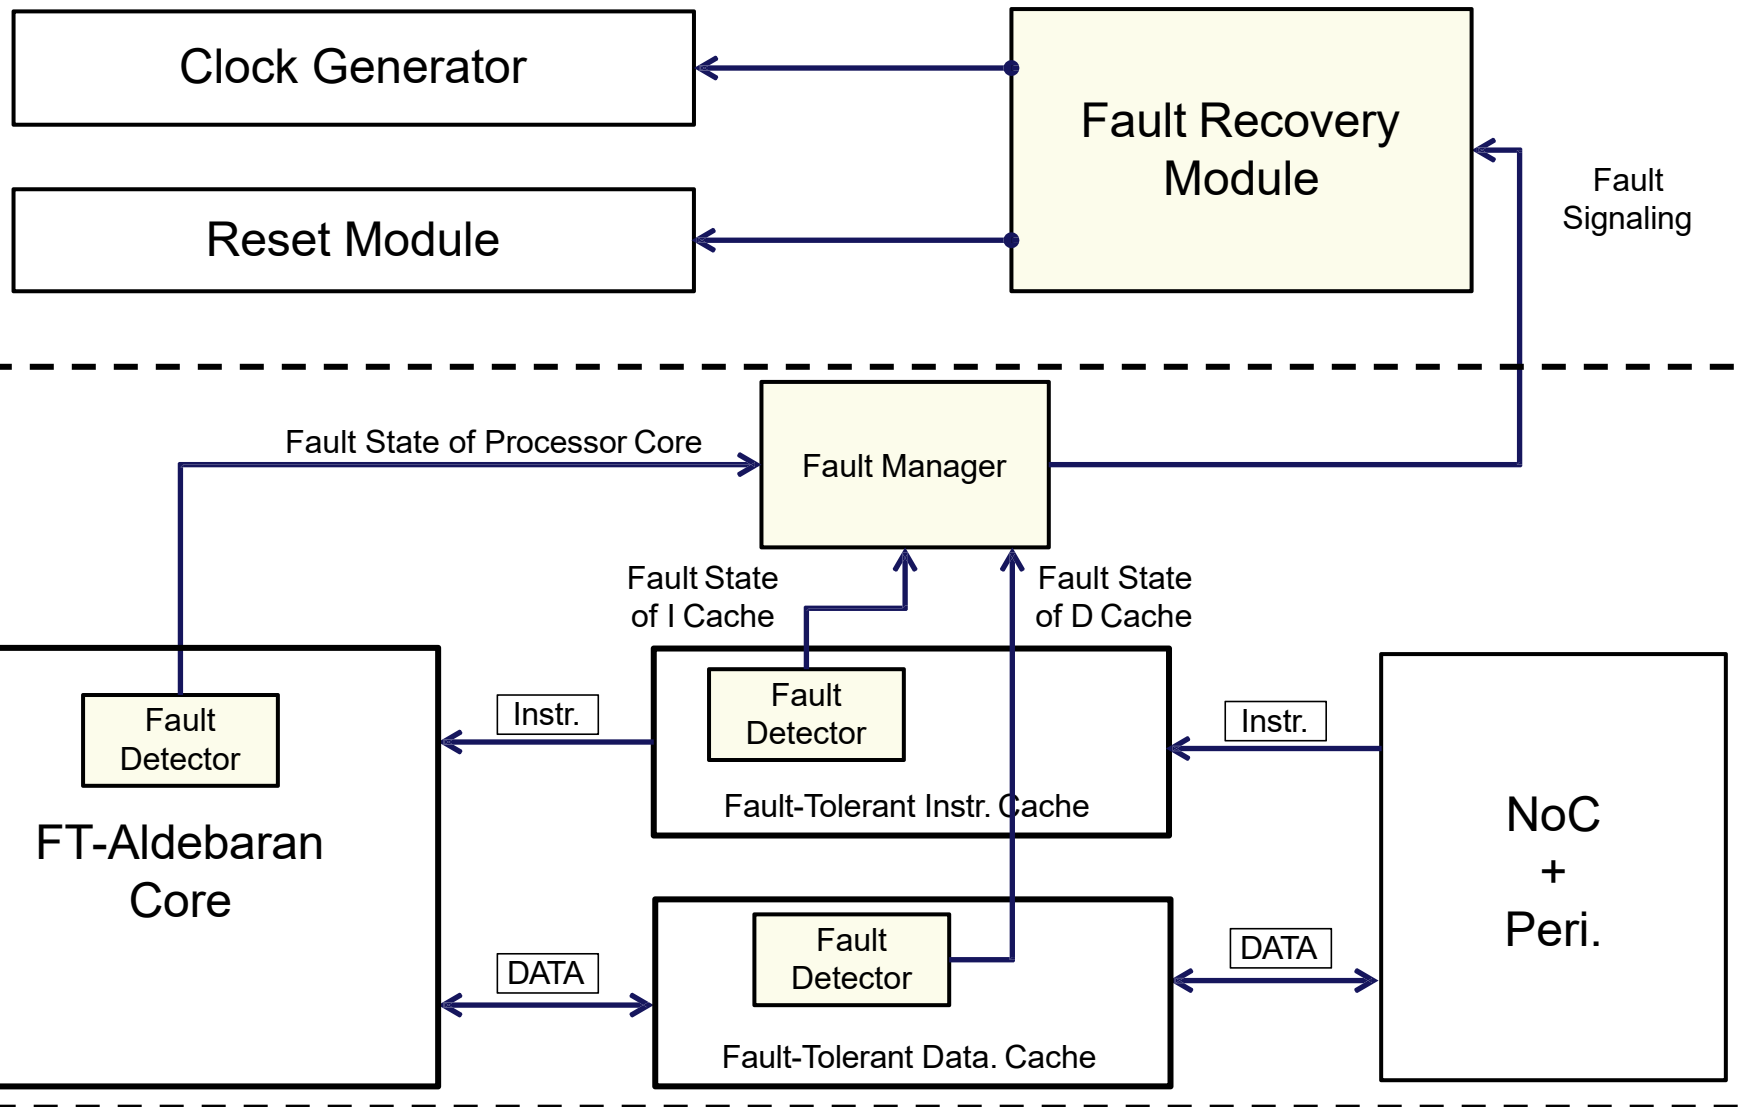 Clock Generator
Fault Recovery
Module
Fault
Signaling
Reset Module
Fault State of Processor Core
Fault Manager
Fault State
of I Cache
Fault State
of D Cache
Fault
Detector
FT-Aldebaran
Core
Instr.
Fault
Detector
Fault-Tolerant Instr. Cache
Instr.
NoC
+
Peri.
DATA
Fault
Detector
Fault-Tolerant Data. Cache
DATA